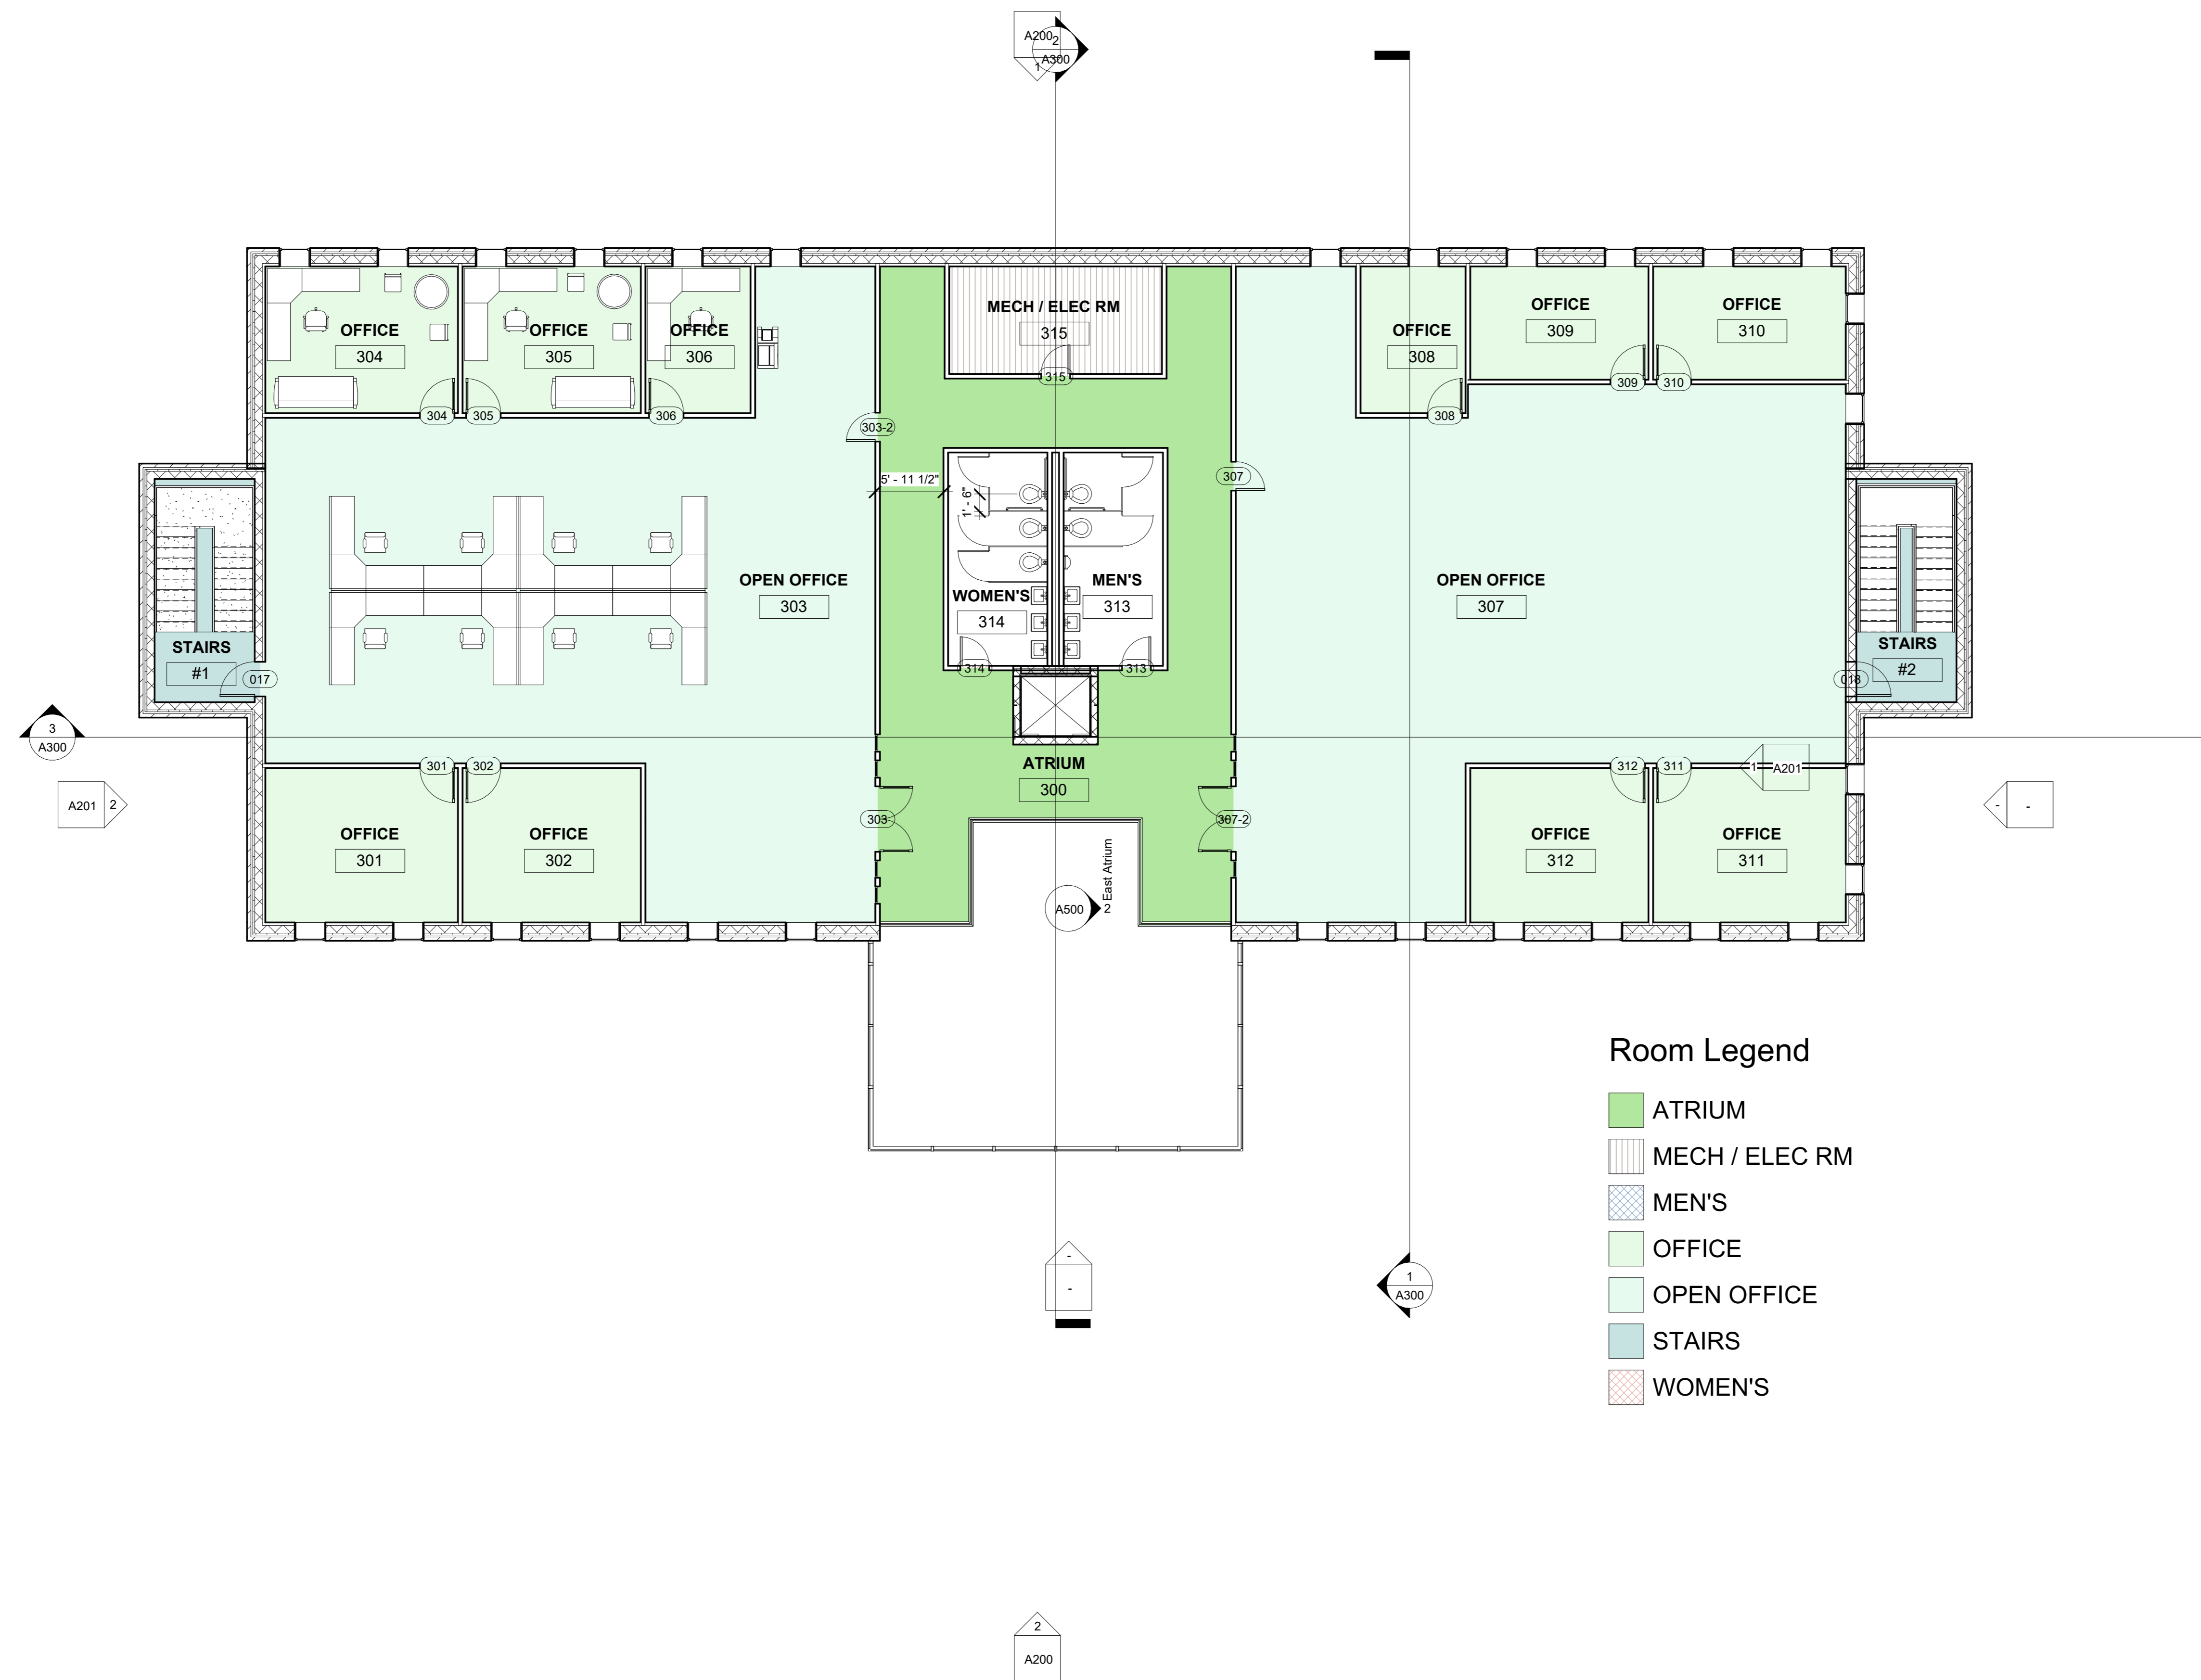 A200
1
2
A300
OFFICE
304
OFFICE
305
OFFICE
306
MECH / ELEC RM
315
OFFICE
308
OFFICE
309
OFFICE
310
315
304
305
306
303-2
309
310
308
307
5' - 11 1/2"
1' - 6"
OPEN OFFICE
303
WOMEN'S
314
MEN'S
313
OPEN OFFICE
307
STAIRS
#1
017
314
313
STAIRS
#2
018
3
A300
301
302
ATRIUM
300
312
311
1
A201
A201
2
-
-
303
307-2
OFFICE
301
OFFICE
302
OFFICE
312
OFFICE
311
A500
2
East Atrium
Room Legend
ATRIUM
MECH / ELEC RM
MEN'S
OFFICE
OPEN OFFICE
STAIRS
WOMEN'S
-
-
1
A300
2
A200